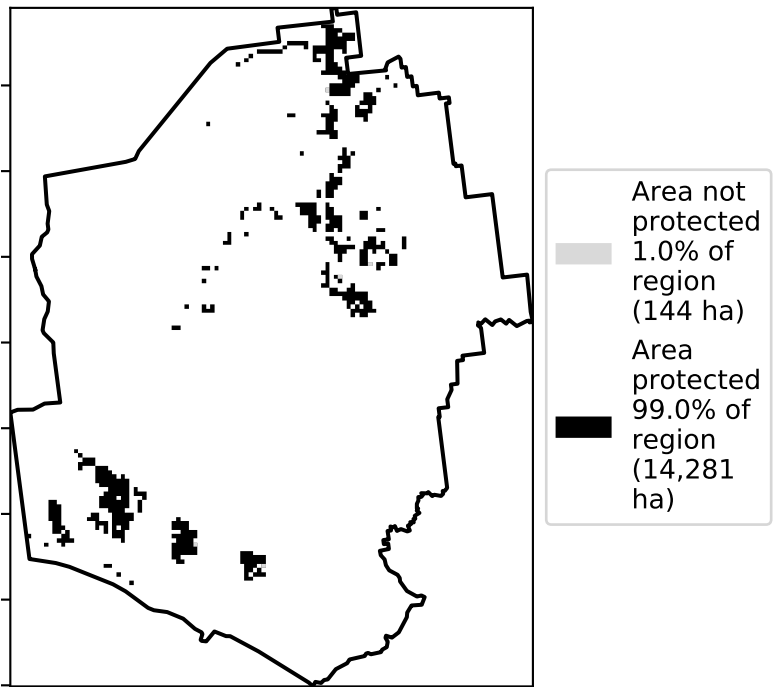 Area not
protected
1.0% of
region
(144 ha)
Area
protected
99.0% of
region
(14,281
ha)